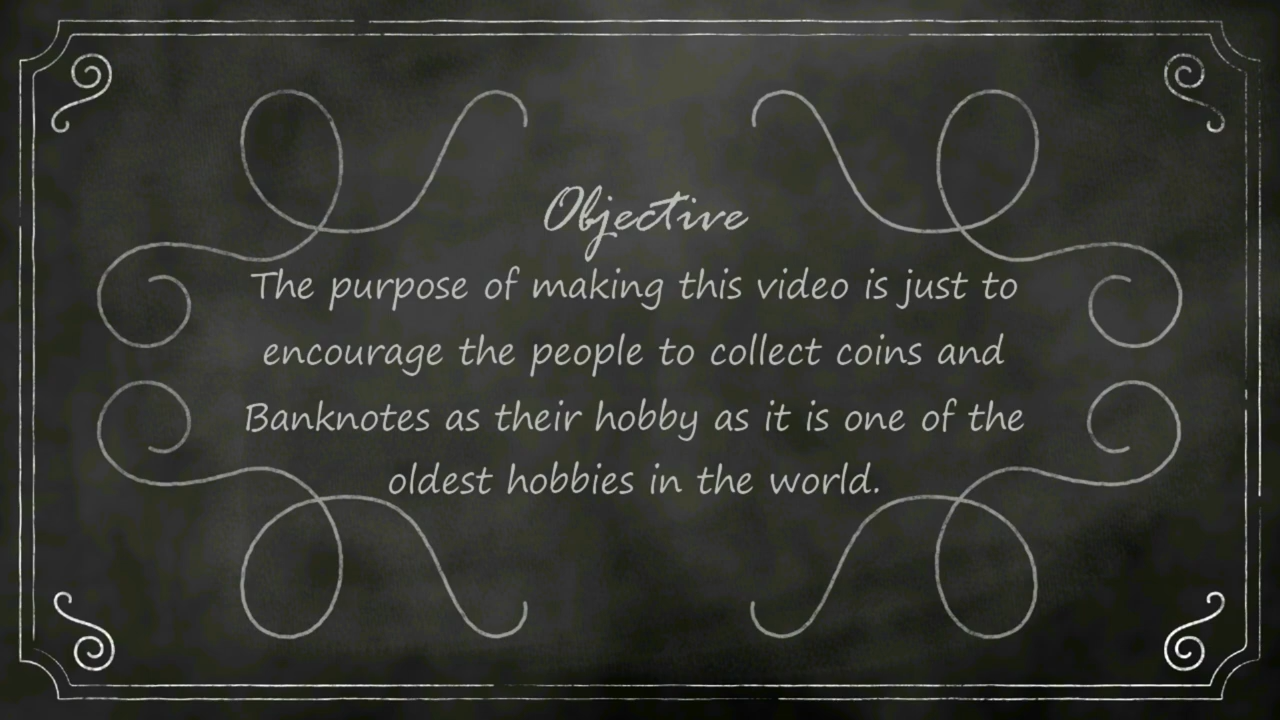 Objective
The purpose of making this video is just to
encourage the people to collect coins and
Banknotes as their hobby as it is one of the
oldest hobbies in the world.